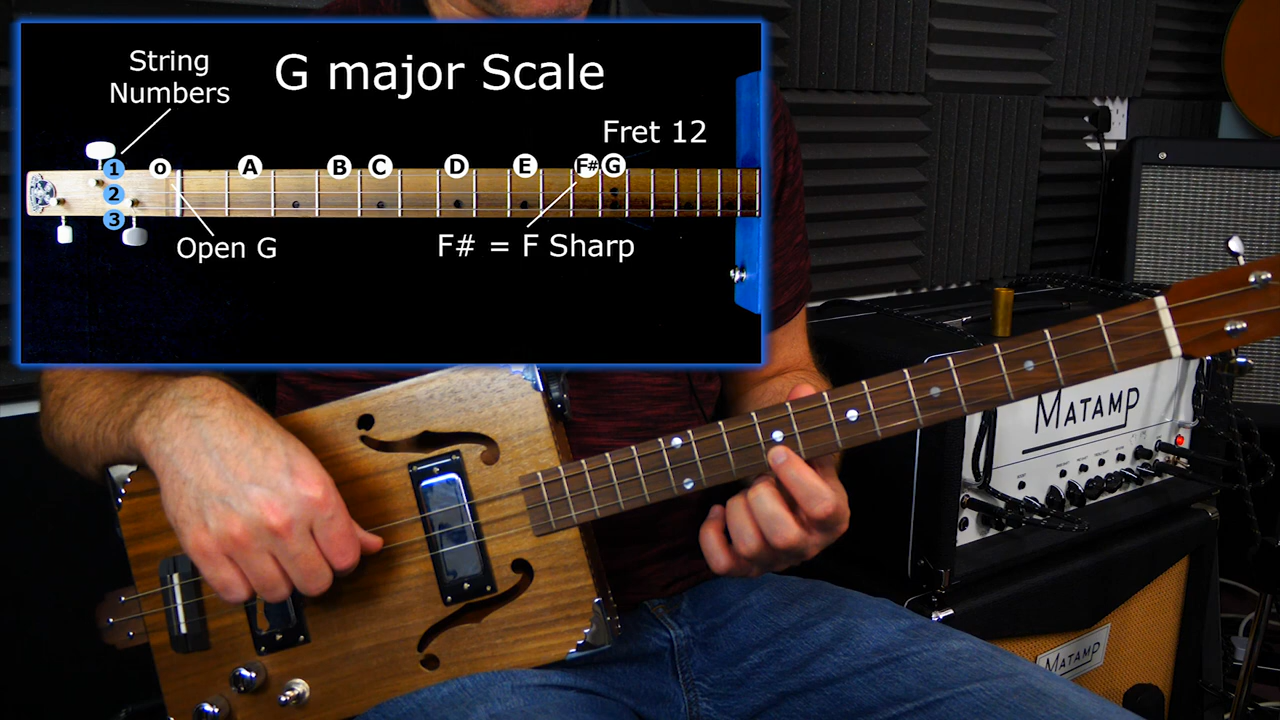 String
Numbers
G major Scale
Fret 12
1 o A B C D E F# G
2
3
Open G
F# = F Sharp
MATAMP
MATAMP